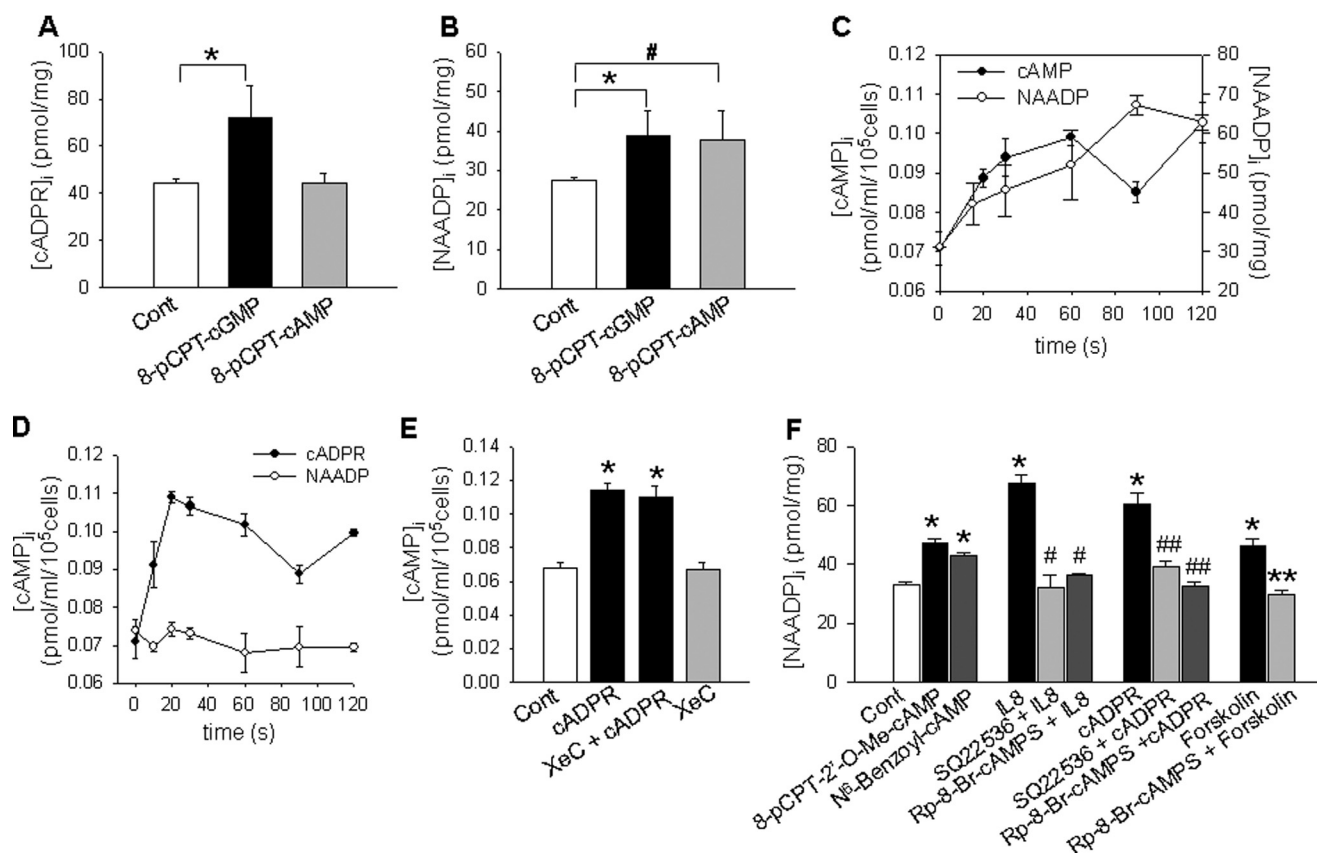 A
[cADPR]i (pmol/mg)
100
80
60
40
20
0
*
Cont
8-pCPT-cGMP
8-pCPT-cAMP
B
[NAADP]i (pmol/mg)
60
50
40
30
20
10
0
#
*
Cont
8-pCPT-cGMP
8-pCPT-cAMP
C
[cAMP]i
(pmol/ml/10⁵cells)
0.12
0.11
0.10
0.09
0.08
0.07
0.06
cAMP
NAADP
80
70
60
50
40
30
20
[NAADP]i (pmol/mg)
0 20 40 60 80 100 120
time (s)
D
[cAMP]i
(pmol/ml/10⁵cells)
0.12
0.11
0.10
0.09
0.08
0.07
0.06
cADPR
NAADP
0 20 40 60 80 100 120
time (s)
E
[cAMP]i
(pmol/ml/10⁵cells)
0.14
0.12
0.10
0.08
0.06
0.04
0.02
0.00
* *
Cont
cADPR
XeC + cADPR
XeC
F
[NAADP]i (pmol/mg)
80
60
40
20
0
* * * # # * ## ## * **
Cont
8-pCPT-2'-O-Me-cAMP
N⁶-Benzoyl-cAMP
IL8
SQ22536 + IL8
Rp-8-Br-cAMPS + IL8
cADPR
SQ22536 + cADPR
Rp-8-Br-cAMPS +cADPR
Forskolin
Rp-8-Br-cAMPS + Forskolin